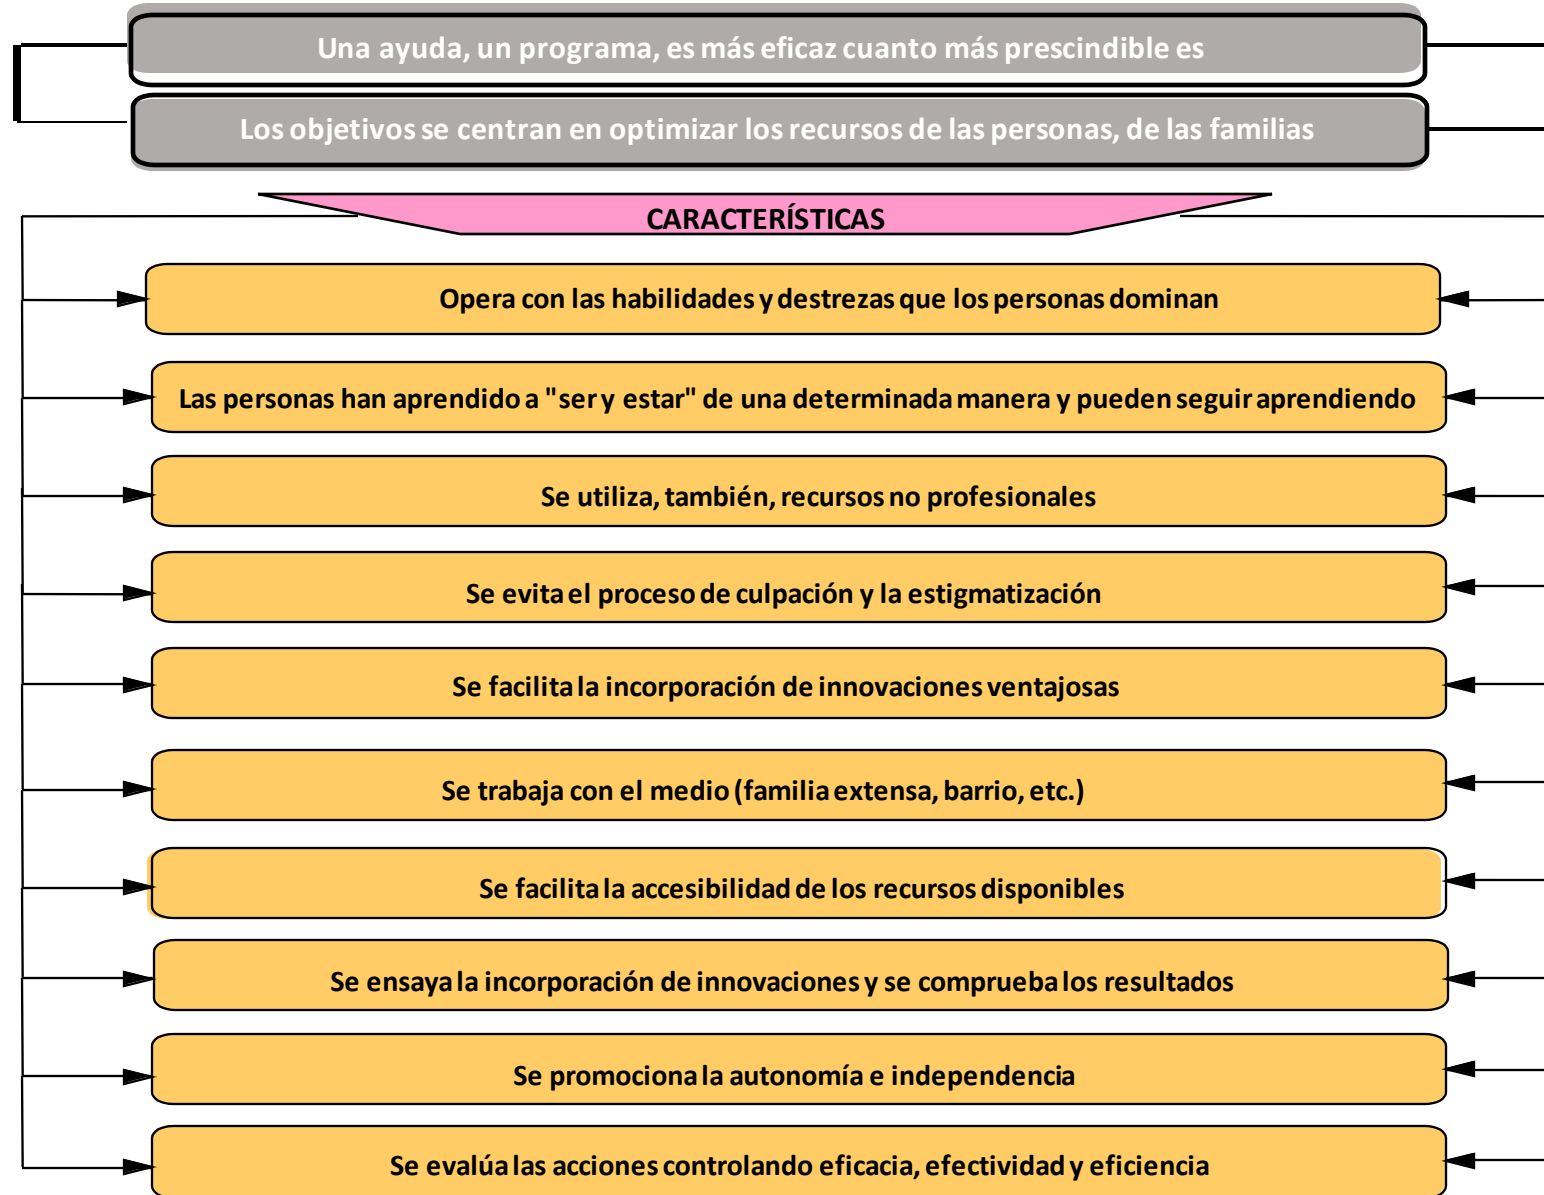 Una ayuda, un programa, es más eficaz cuanto más prescindible es
Los objetivos se centran en optimizar los recursos de las personas, de las familias
CARACTERÍSTICAS
Opera con las habilidades y destrezas que los personas dominan
Las personas han aprendido a "ser y estar" de una determinada manera y pueden seguir aprendiendo
Se utiliza, también, recursos no profesionales
Se evita el proceso de culpación y la estigmatización
Se facilita la incorporación de innovaciones ventajosas
Se trabaja con el medio (familia extensa, barrio, etc.)
Se facilita la accesibilidad de los recursos disponibles
Se ensaya la incorporación de innovaciones y se comprueba los resultados
Se promociona la autonomía e independencia
Se evalúa las acciones controlando eficacia, efectividad y eficiencia